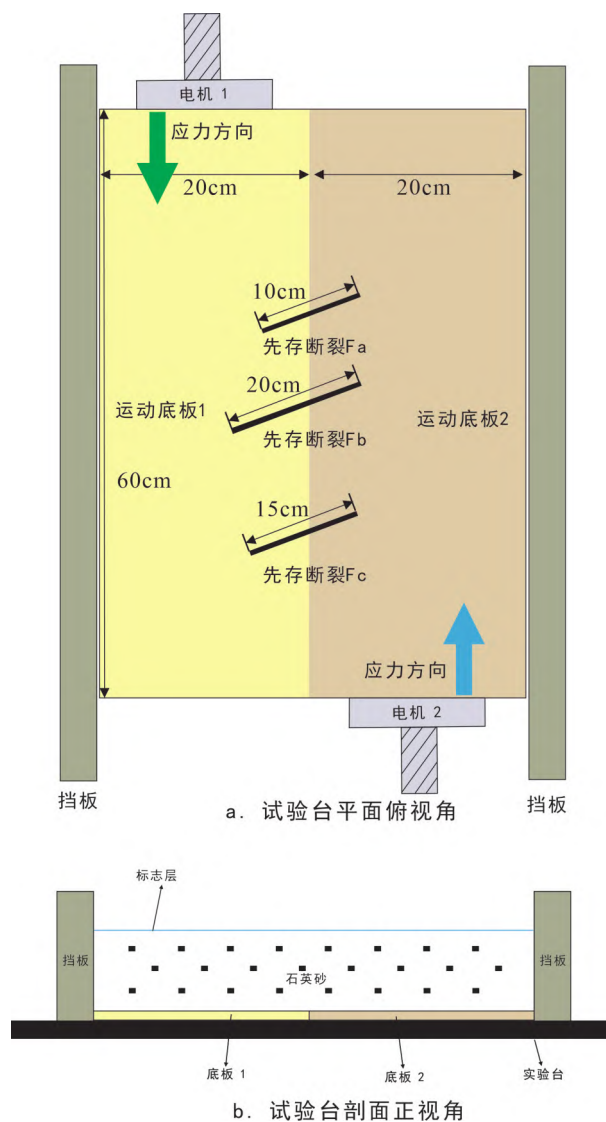 电机 1
应力方向
20cm
20cm
10cm
先存断裂Fa
20cm
运动底板1
运动底板2
先存断裂Fb
60cm
15cm
先存断裂Fc
应力方向
电机 2
挡板
挡板
a. 试验台平面俯视角
标志层
挡板
石英砂
挡板
底板 1
底板 2
实验台
b. 试验台剖面正视角